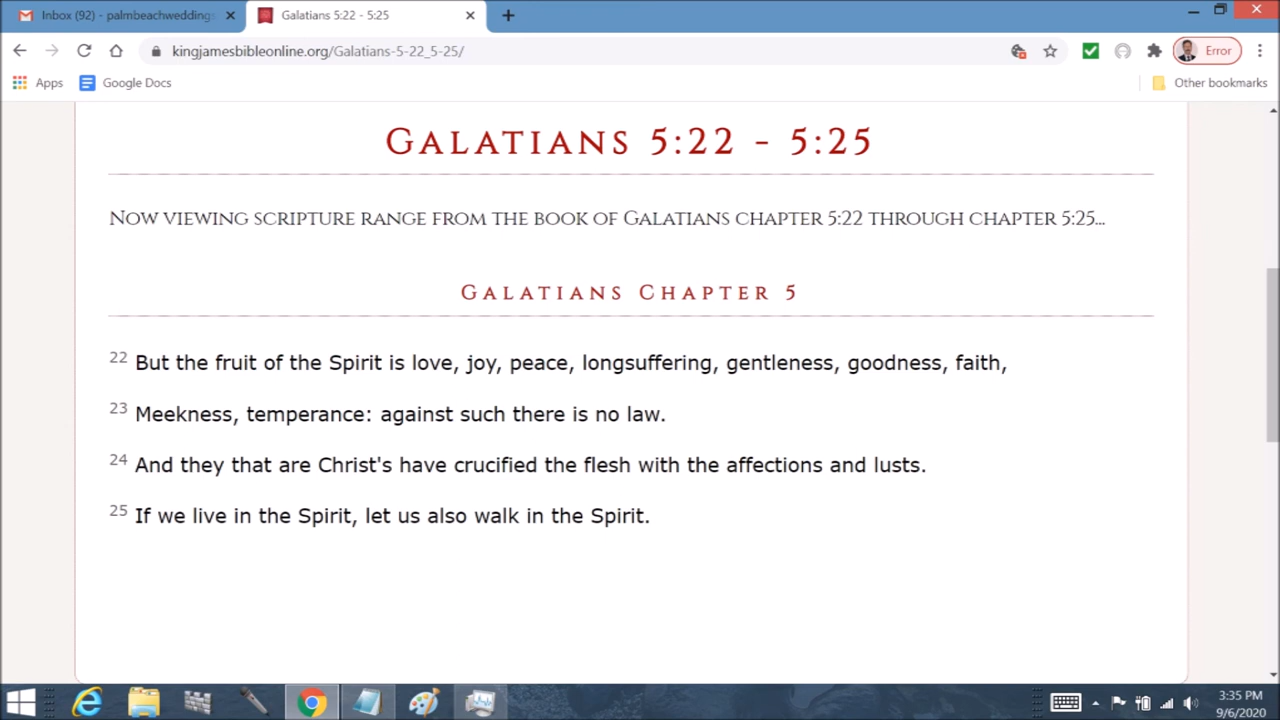 Inbox (92) - palmbeachweddings
Galatians 5:22 - 5:25
kingjamesbibleonline.org/Galatians-5-22_5-25/
Error
Apps
Google Docs
Other bookmarks
GALATIANS 5:22 - 5:25
NOW VIEWING SCRIPTURE RANGE FROM THE BOOK OF GALATIANS CHAPTER 5:22 THROUGH CHAPTER 5:25...
GALATIANS CHAPTER 5
22 But the fruit of the Spirit is love, joy, peace, longsuffering, gentleness, goodness, faith,
23 Meekness, temperance: against such there is no law.
24 And they that are Christ's have crucified the flesh with the affections and lusts.
25 If we live in the Spirit, let us also walk in the Spirit.
3:35 PM
9/6/2020